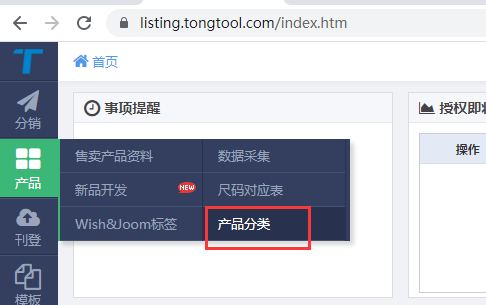 listing.tongtool.com/index.htm
首页
分销
产品
刊登
模板
售卖产品资料
数据采集
新品开发
NEW
尺码对应表
Wish&Joom标签
产品分类
事项提醒
授权即将
操作